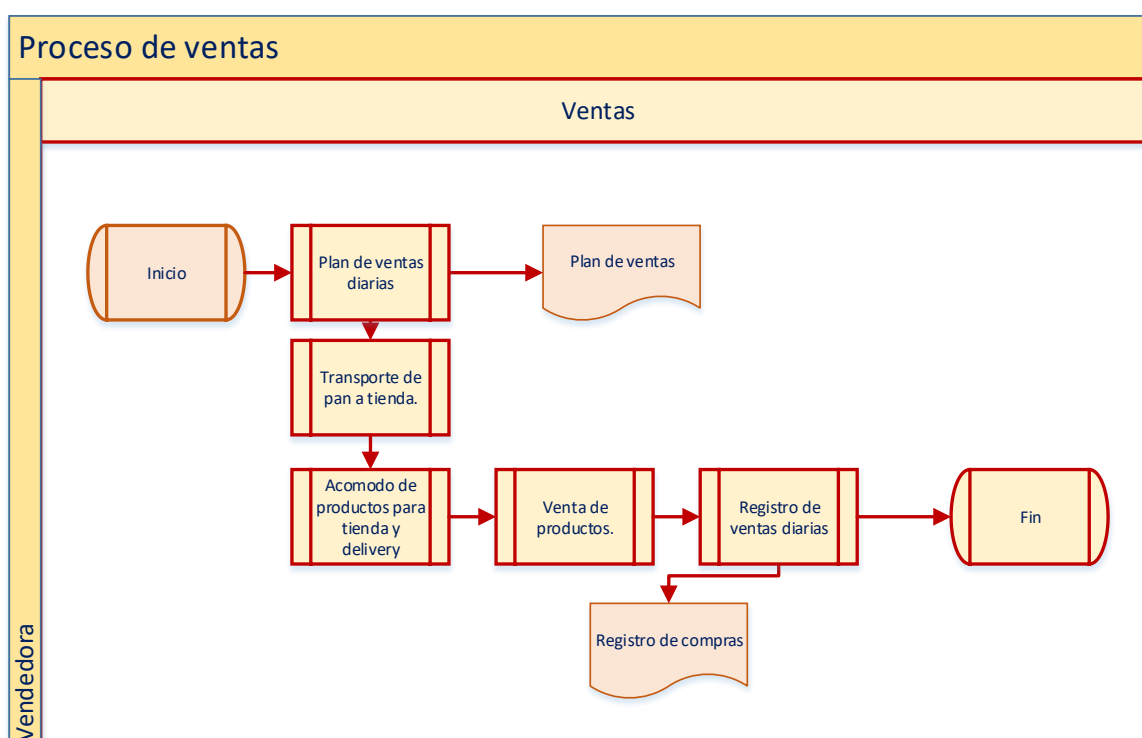 Proceso de ventas
Ventas
Vendedora
Inicio
Plan de ventas
diarias
Plan de ventas
Transporte de
pan a tienda.
Acomodo de
productos para
tienda y
delivery
Venta de
productos.
Registro de
ventas diarias
Fin
Registro de compras